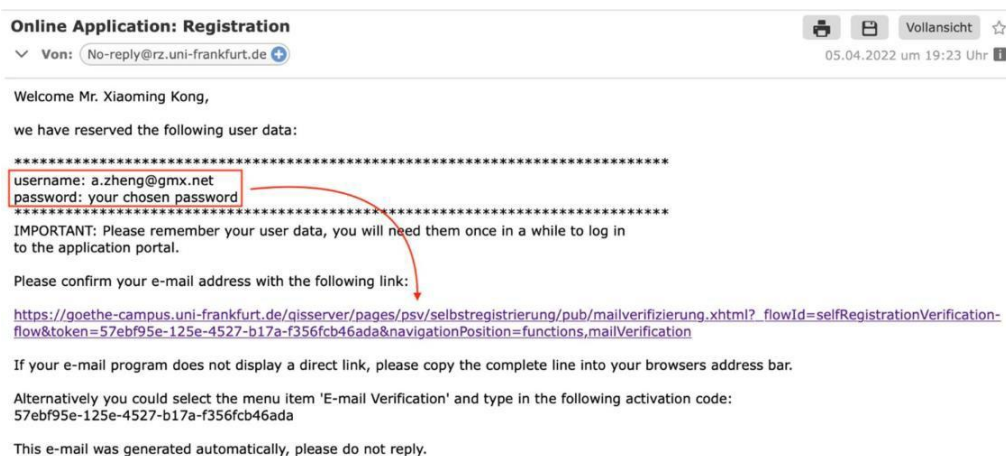 Online Application: Registration
Vollansicht
Von: No-reply@rz.uni-frankfurt.de
05.04.2022 um 19:23 Uhr
Welcome Mr. Xiaoming Kong,
we have reserved the following user data:
******************************************************************************
username: a.zheng@gmx.net
password: your chosen password
******************************************************************************
IMPORTANT: Please remember your user data, you will need them once in a while to log in
to the application portal.
Please confirm your e-mail address with the following link:
https://goethe-campus.uni-frankfurt.de/qisserver/pages/psv/selbstregistrierung/pub/mailverifizierung.xhtml?_flowId=selfRegistrationVerification-
flow&token=57ebf95e-125e-4527-b17a-f356fcb46ada&navigationPosition=functions,mailVerification
If your e-mail program does not display a direct link, please copy the complete line into your browsers address bar.
Alternatively you could select the menu item 'E-mail Verification' and type in the following activation code:
57ebf95e-125e-4527-b17a-f356fcb46ada
This e-mail was generated automatically, please do not reply.